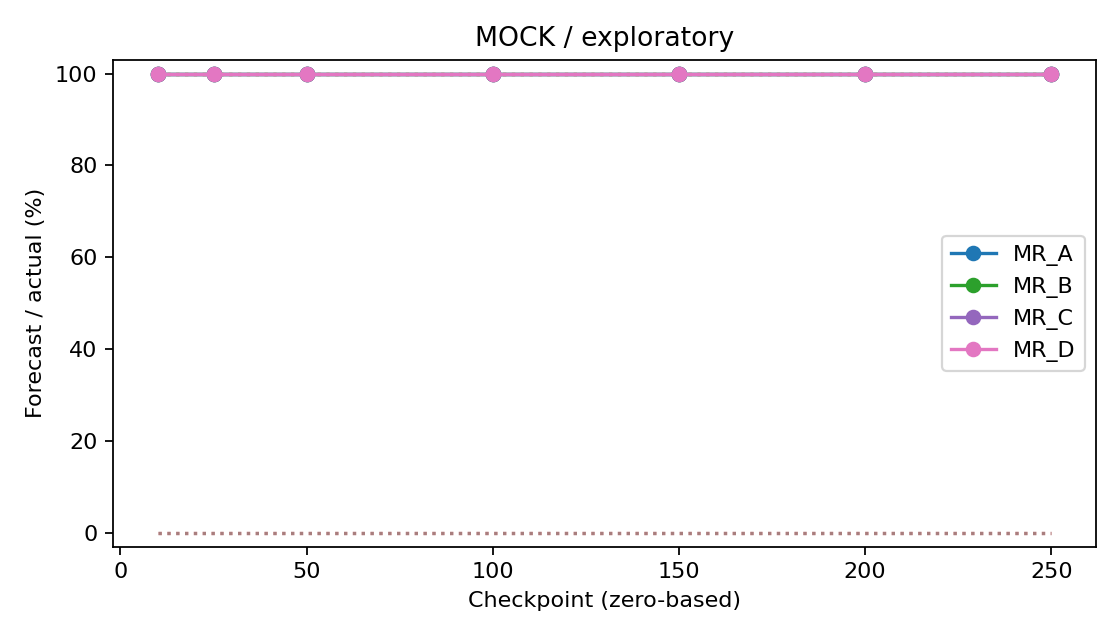 MOCK / exploratory
100
80
60
40
20
0
Forecast / actual (%)
MR_A
MR_B
MR_C
MR_D
0 50 100 150 200 250
Checkpoint (zero-based)